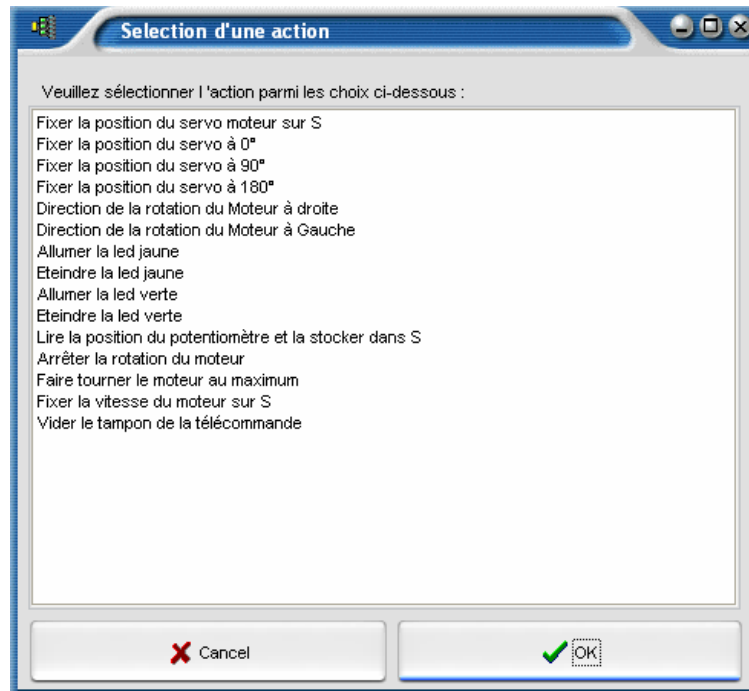 Selection d'une action
Veuillez sélectionner l 'action parmi les choix ci-dessous :
Fixer la position du servo moteur sur S
Fixer la position du servo à 0°
Fixer la position du servo à 90°
Fixer la position du servo à 180°
Direction de la rotation du Moteur à droite
Direction de la rotation du Moteur à Gauche
Allumer la led jaune
Eteindre la led jaune
Allumer la led verte
Eteindre la led verte
Lire la position du potentiomètre et la stocker dans S
Arrêter la rotation du moteur
Faire tourner le moteur au maximum
Fixer la vitesse du moteur sur S
Vider le tampon de la télécommande
Cancel
OK